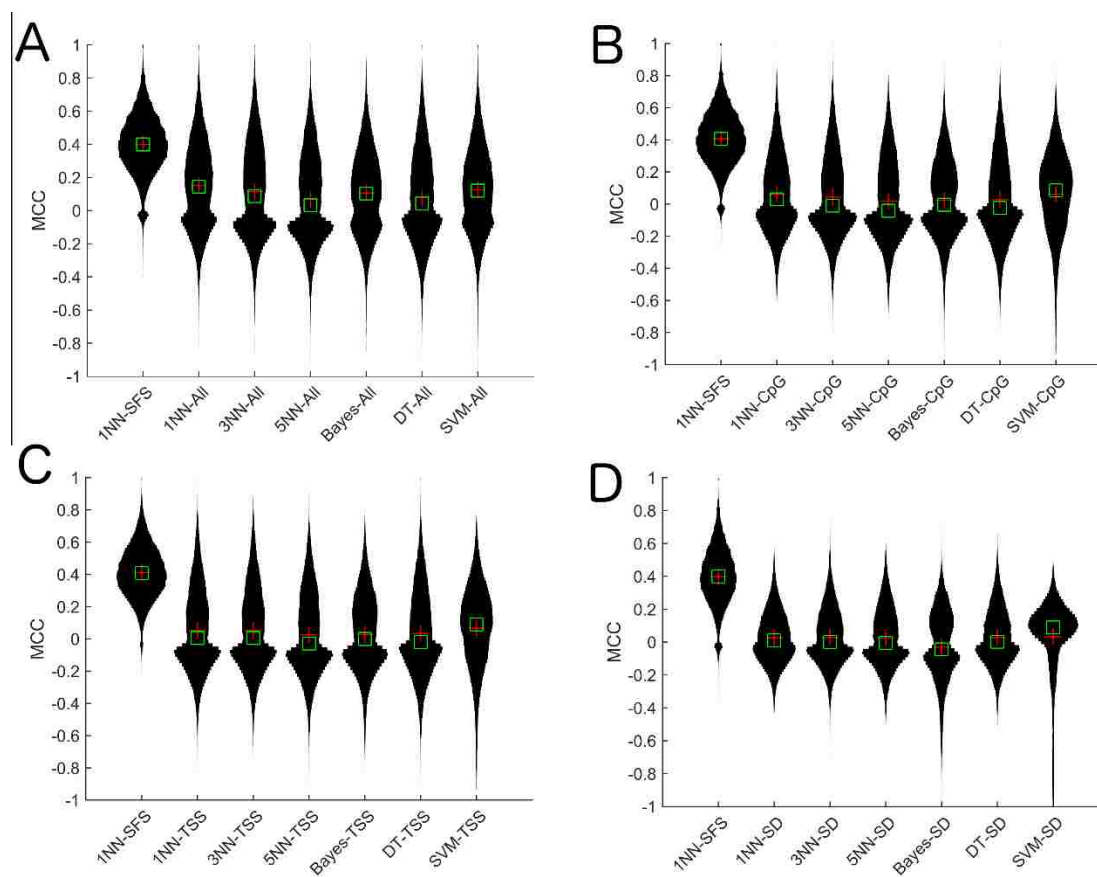 A
MCC
1
0.8
0.6
0.4
0.2
0
-0.2
-0.4
-0.6
-0.8
-1
1NN-SFS
1NN-All
3NN-All
5NN-All
Bayes-All
DT-All
SVM-All
B
MCC
1
0.8
0.6
0.4
0.2
0
-0.2
-0.4
-0.6
-0.8
-1
1NN-SFS
1NN-CpG
3NN-CpG
5NN-CpG
Bayes-CpG
DT-CpG
SVM-CpG
C
MCC
1
0.8
0.6
0.4
0.2
0
-0.2
-0.4
-0.6
-0.8
-1
1NN-SFS
1NN-TSS
3NN-TSS
5NN-TSS
Bayes-TSS
DT-TSS
SVM-TSS
D
MCC
1
0.8
0.6
0.4
0.2
0
-0.2
-0.4
-0.6
-0.8
-1
1NN-SFS
1NN-SD
3NN-SD
5NN-SD
Bayes-SD
DT-SD
SVM-SD